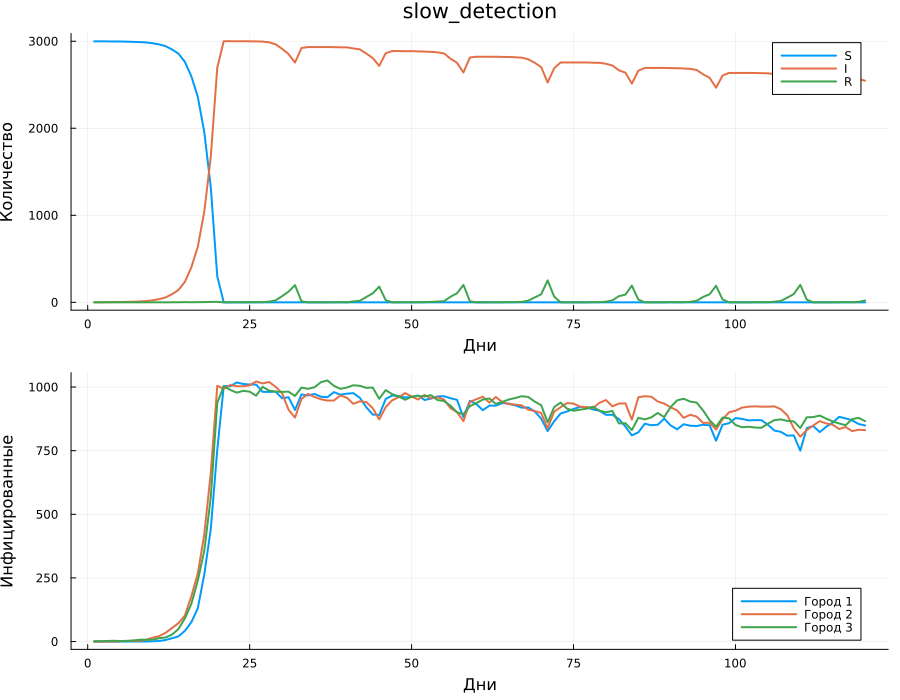 slow_detection
Количество
3000
2000
1000
0
S
I
R
0 25 50 75 100
Дни
Инфицированные
1000
750
500
250
0
Город 1
Город 2
Город 3
0 25 50 75 100
Дни